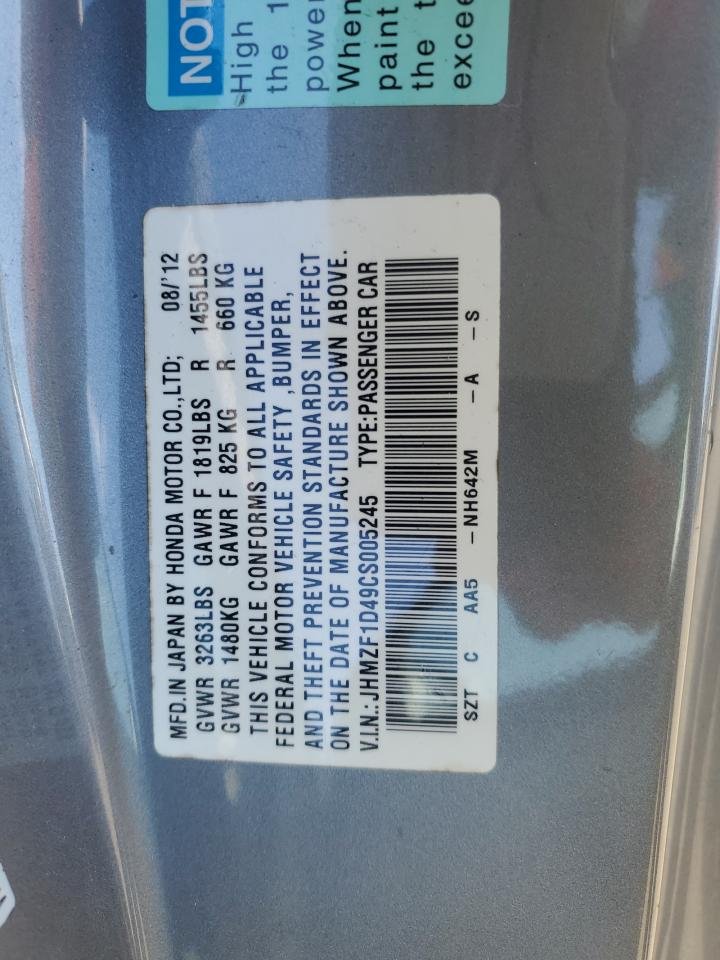 MFD.IN JAPAN BY HONDA MOTOR CO.,LTD; 08/'12
GVWR 3263LBS GAWR F 1819LBS R 1455LBS
GVWR 1480KG GAWR F 825 KG R 660 KG
THIS VEHICLE CONFORMS TO ALL APPLICABLE
FEDERAL MOTOR VEHICLE SAFETY ,BUMPER,
AND THEFT PREVENTION STANDARDS IN EFFECT
ON THE DATE OF MANUFACTURE SHOWN ABOVE.
V.I.N.: JHMZF1D49CS005245 TYPE:PASSENGER CAR
SZT C AA5 -NH642M -A -S
NOT
High
the 1
power
When
paint
the t
excee